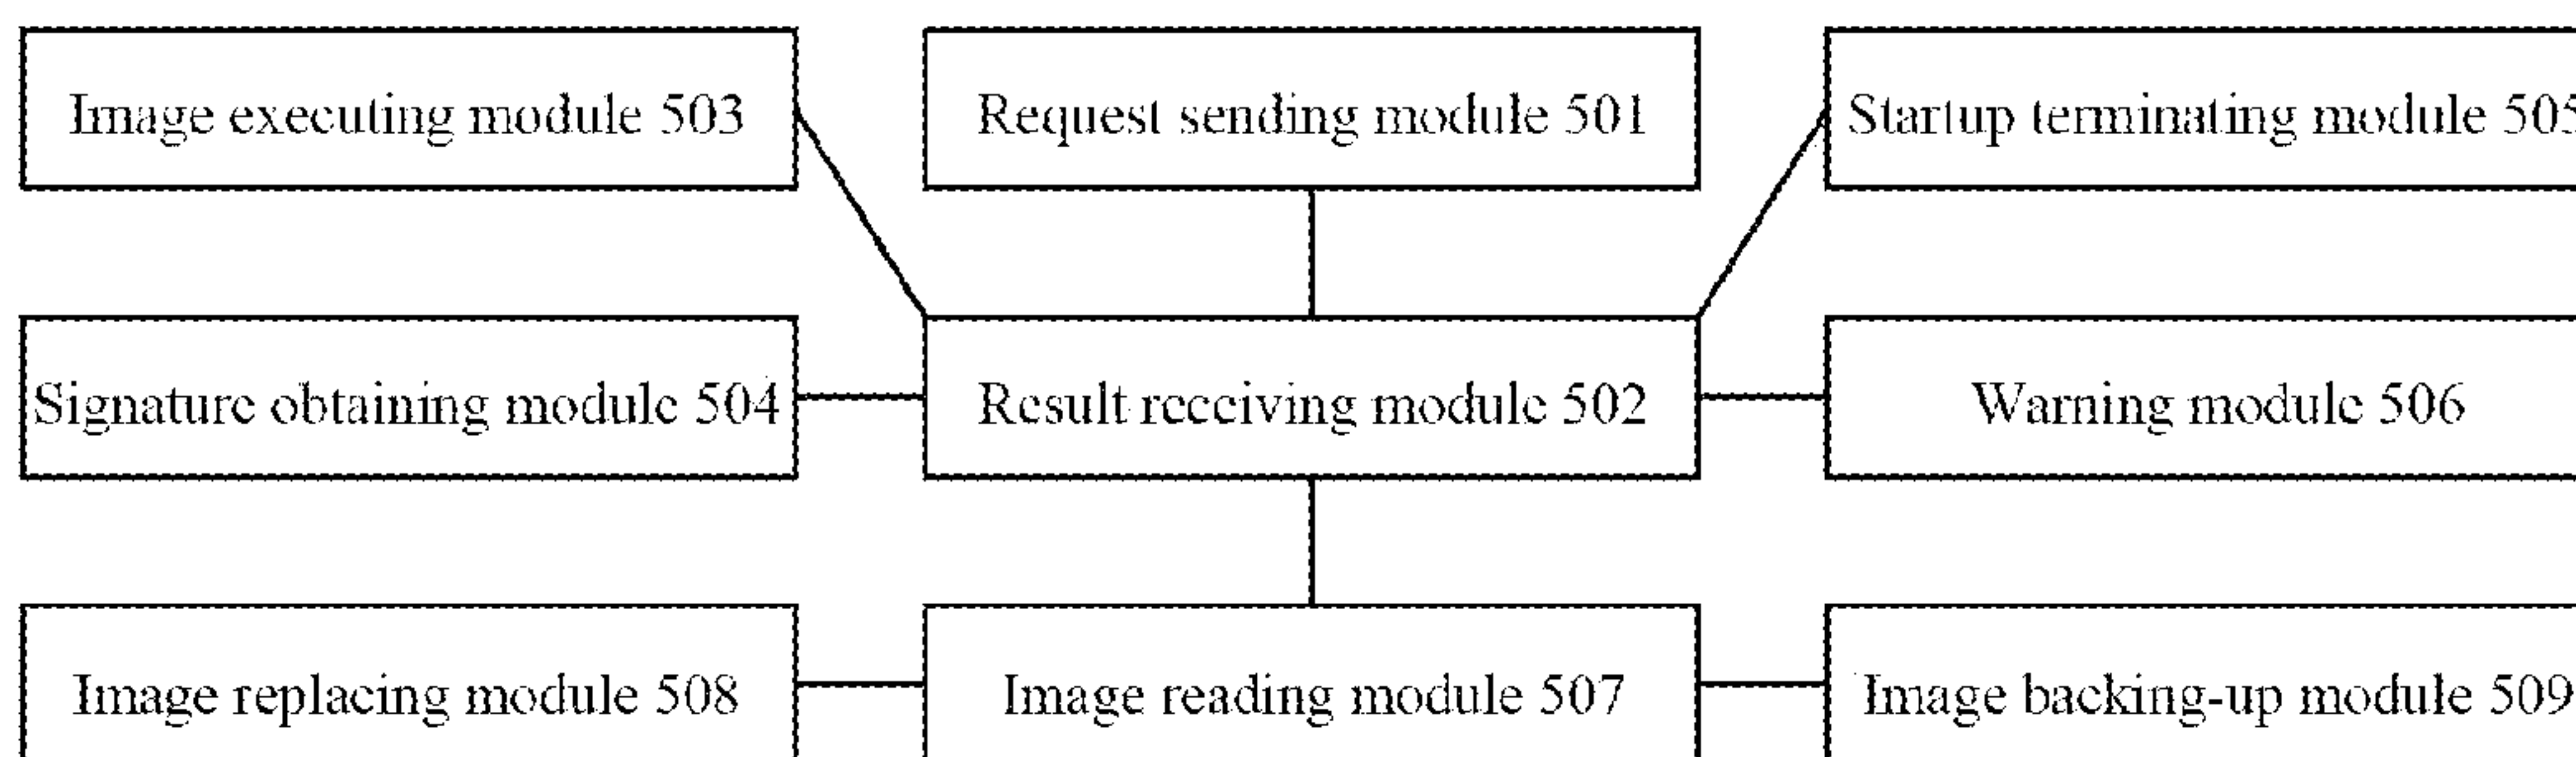 Image executing module 503
Request sending module 501
Startup terminating module 505
Signature obtaining module 504
Result receiving module 502
Warning module 506
Image replacing module 508
Image reading module 507
Image backing-up module 509